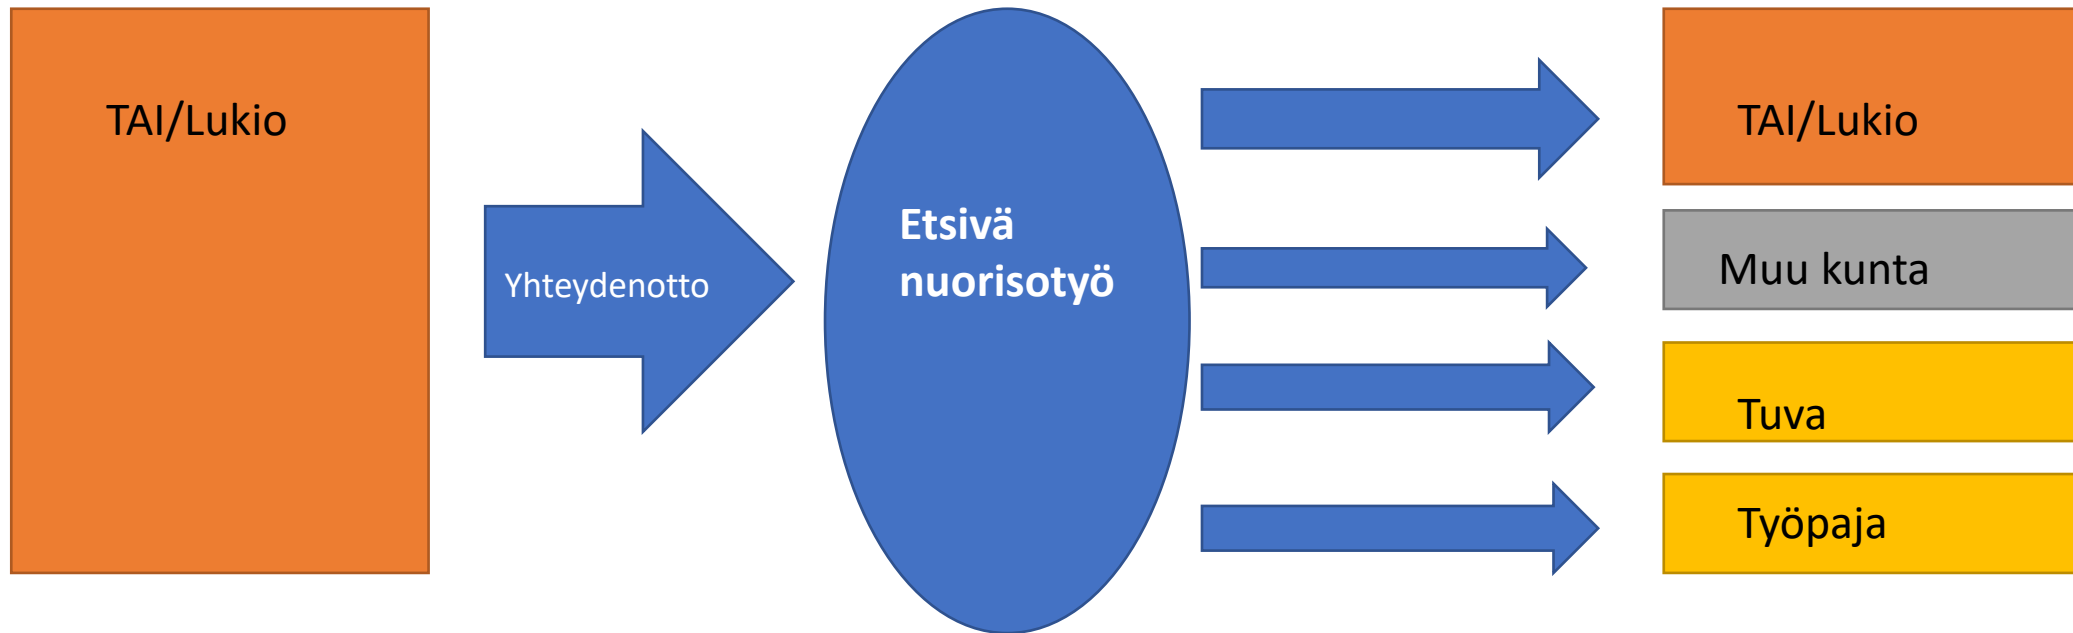 TAI/Lukio
Yhteydenotto
Etsivä
nuorisotyö
TAI/Lukio
Muu kunta
Tuva
Työpaja